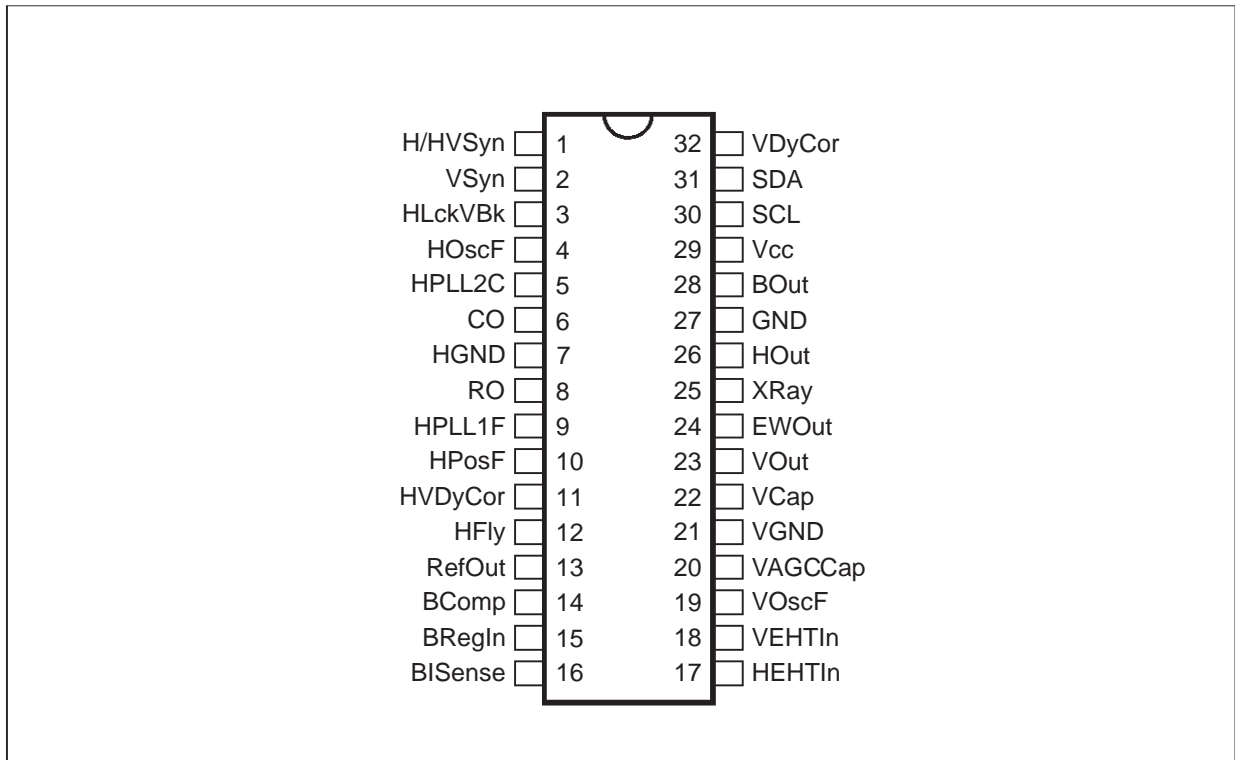 H/HVSyn 1 32 VDyCor
VSyn 2 31 SDA
HLckVBk 3 30 SCL
HOscF 4 29 Vcc
HPLL2C 5 28 BOut
CO 6 27 GND
HGND 7 26 HOut
RO 8 25 XRay
HPLL1F 9 24 EWOut
HPosF 10 23 VOut
HVDyCor 11 22 VCap
HFly 12 21 VGND
RefOut 13 20 VAGCCap
BComp 14 19 VOscF
BRegIn 15 18 VEHTIn
BISense 16 17 HEHTIn